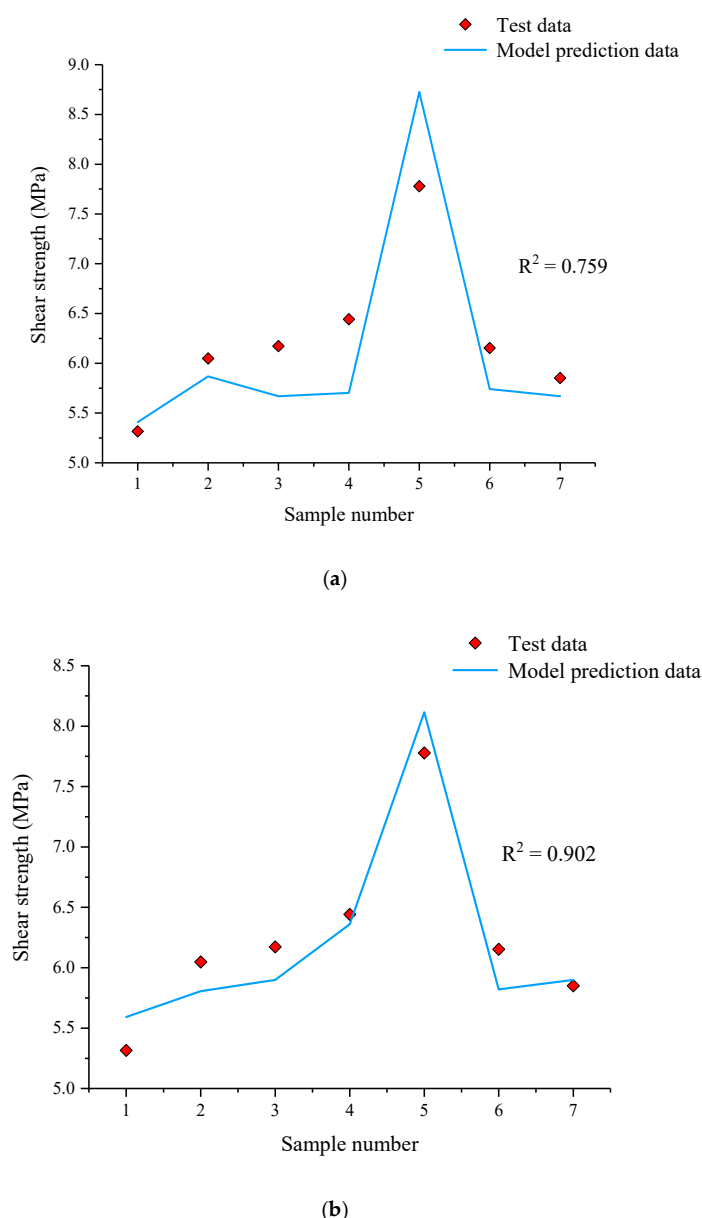 Test data
Model prediction data
9.0
8.5
8.0
7.5
7.0
6.5
6.0
5.5
5.0
Shear strength (MPa)
R² = 0.759
1 2 3 4 5 6 7
Sample number
(a)
Test data
Model prediction data
8.5
8.0
7.5
7.0
6.5
6.0
5.5
5.0
Shear strength (MPa)
R² = 0.902
1 2 3 4 5 6 7
Sample number
(b)